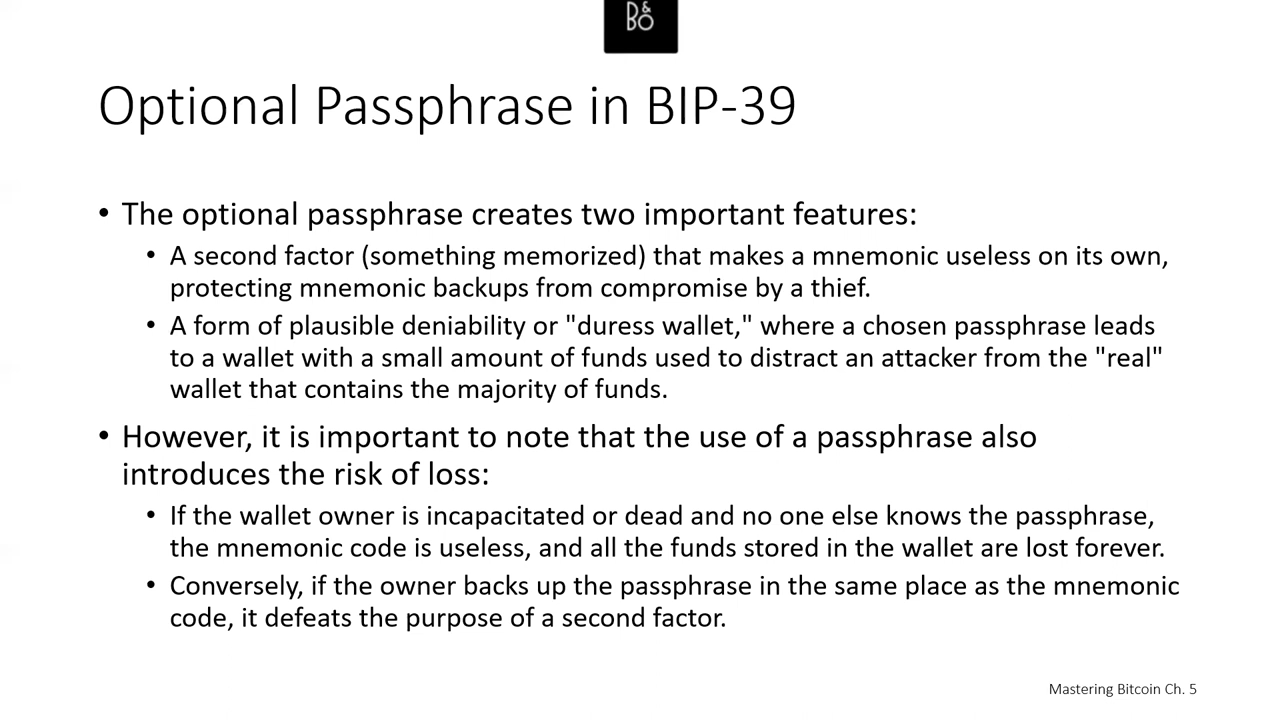 B&O
Optional Passphrase in BIP-39
• The optional passphrase creates two important features:
• A second factor (something memorized) that makes a mnemonic useless on its own,
protecting mnemonic backups from compromise by a thief.
• A form of plausible deniability or "duress wallet," where a chosen passphrase leads
to a wallet with a small amount of funds used to distract an attacker from the "real"
wallet that contains the majority of funds.
• However, it is important to note that the use of a passphrase also
introduces the risk of loss:
• If the wallet owner is incapacitated or dead and no one else knows the passphrase,
the mnemonic code is useless, and all the funds stored in the wallet are lost forever.
• Conversely, if the owner backs up the passphrase in the same place as the mnemonic
code, it defeats the purpose of a second factor.
Mastering Bitcoin Ch. 5